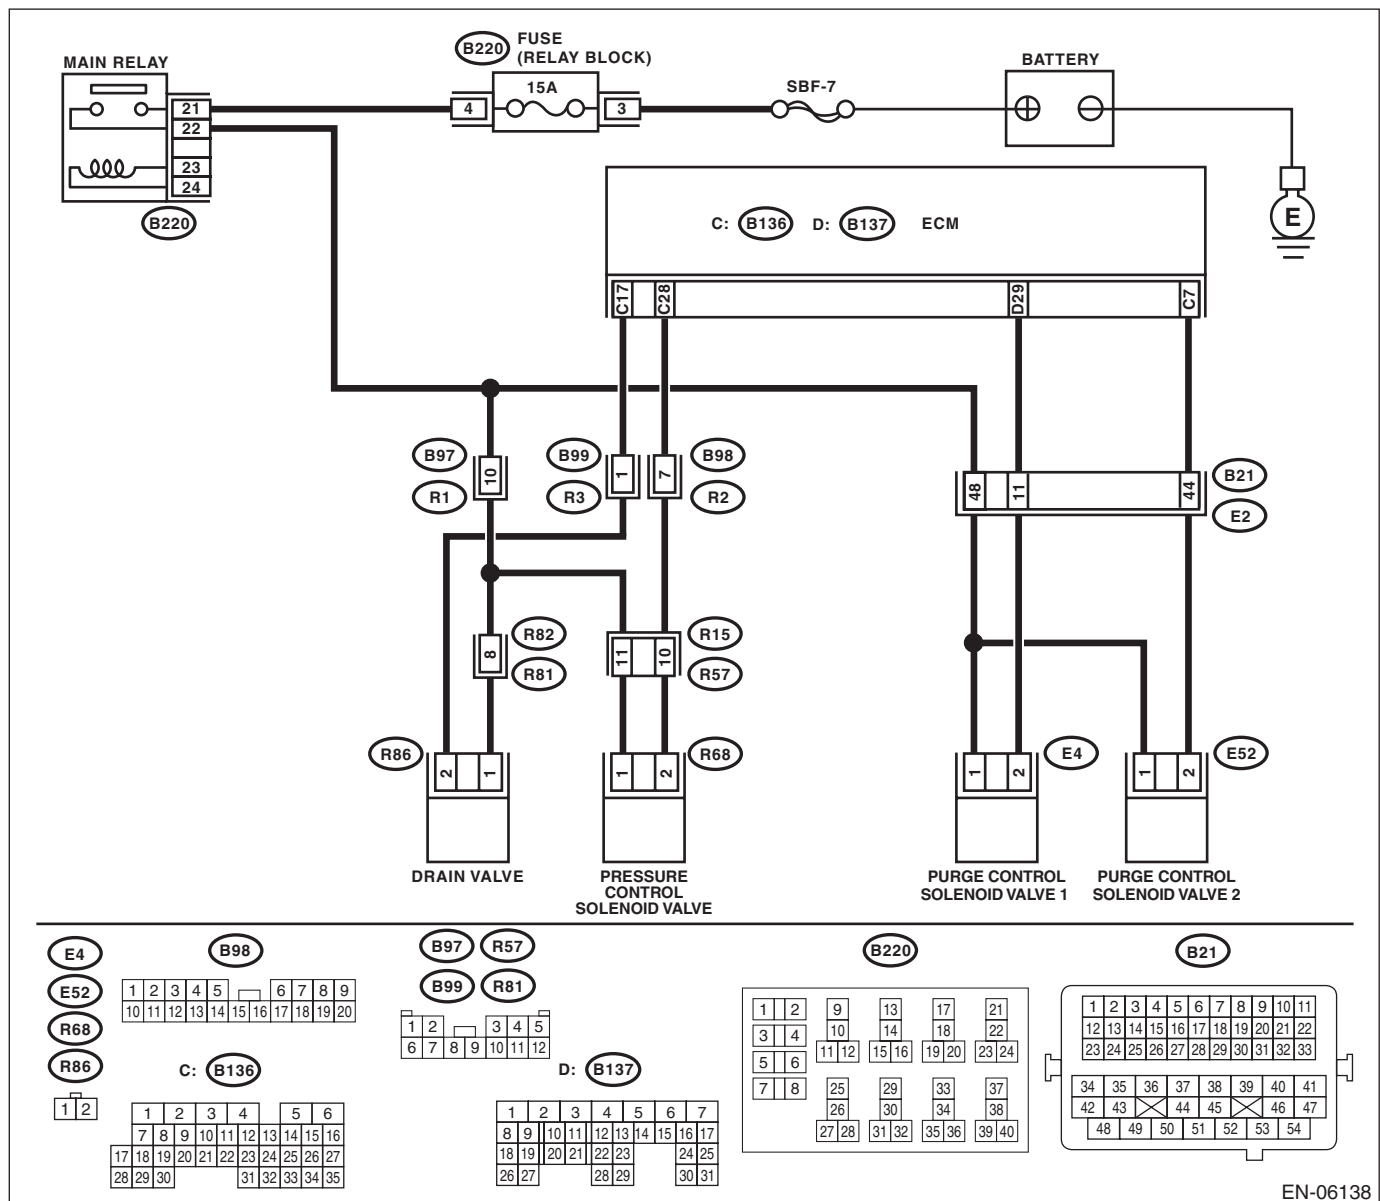 B220 FUSE
(RELAY BLOCK)
MAIN RELAY
15A
SBF-7
BATTERY
21
22
23
24
4
3
B220
E
C: B136 D: B137 ECM
C17 C28 D29 C7
B97 B99 B98
10 1 7
R1 R3 R2
B21
48 11 44
E2
R82 R15
8 11 10
R81 R57
R86 R68 E4 E52
2 1 1 2 1 2 1 2
DRAIN VALVE
PRESSURE
CONTROL
SOLENOID VALVE
PURGE CONTROL
SOLENOID VALVE 1
PURGE CONTROL
SOLENOID VALVE 2
E4
E52
R68
R86
1 2
B98
1 2 3 4 5 6 7 8 9
10 11 12 13 14 15 16 17 18 19 20
C: B136
1 2 3 4 5 6
7 8 9 10 11 12 13 14 15 16
17 18 19 20 21 22 23 24 25 26 27
28 29 30 31 32 33 34 35
B97 R57
B99 R81
1 2 3 4 5
6 7 8 9 10 11 12
D: B137
1 2 3 4 5 6 7
8 9 10 11 12 13 14 15 16 17
18 19 20 21 22 23 24 25
26 27 28 29 30 31
B220
1 2 9 13 17 21
3 4 10 14 18 22
5 6 11 12 15 16 19 20 23 24
7 8 25 29 33 37
26 30 34 38
27 28 31 32 35 36 39 40
B21
1 2 3 4 5 6 7 8 9 10 11
12 13 14 15 16 17 18 19 20 21 22
23 24 25 26 27 28 29 30 31 32 33
34 35 36 37 38 39 40 41
42 43 44 45 46 47
48 49 50 51 52 53 54
EN-06138